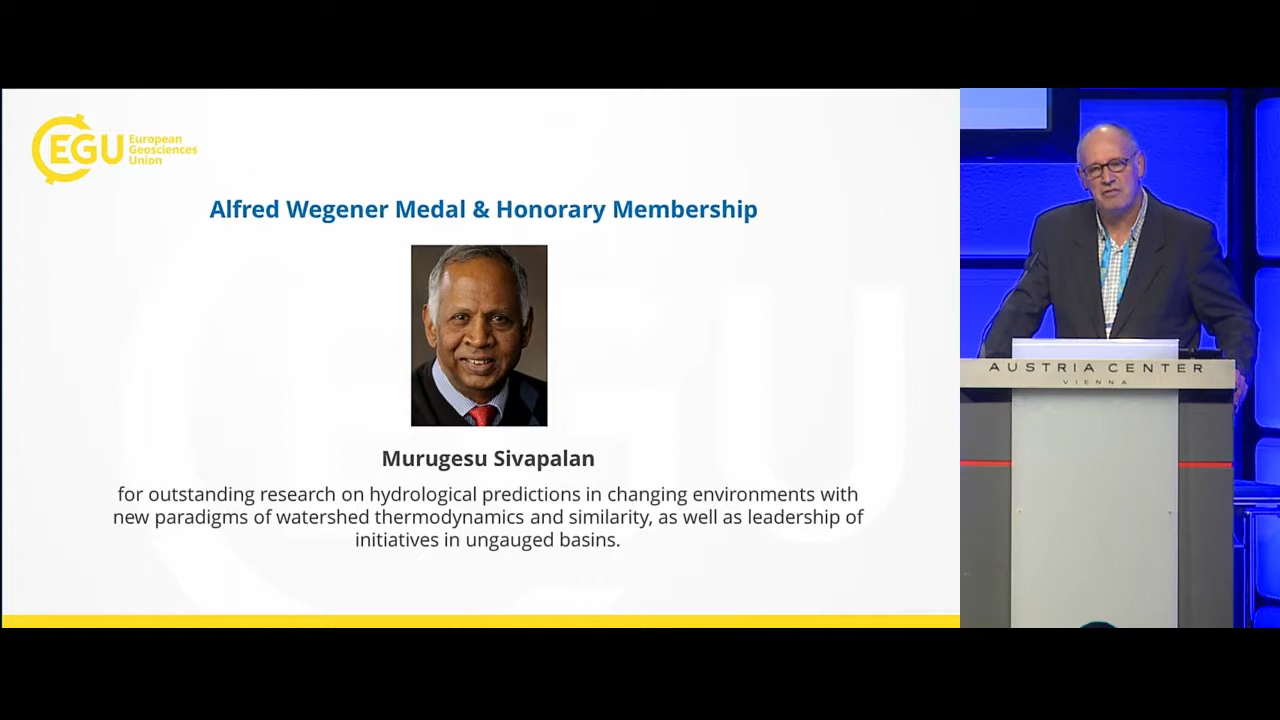 EGU European
Geosciences
Union
Alfred Wegener Medal & Honorary Membership
Murugesu Sivapalan
for outstanding research on hydrological predictions in changing environments with
new paradigms of watershed thermodynamics and similarity, as well as leadership of
initiatives in ungauged basins.
AUSTRIA CENTER
VIENNA